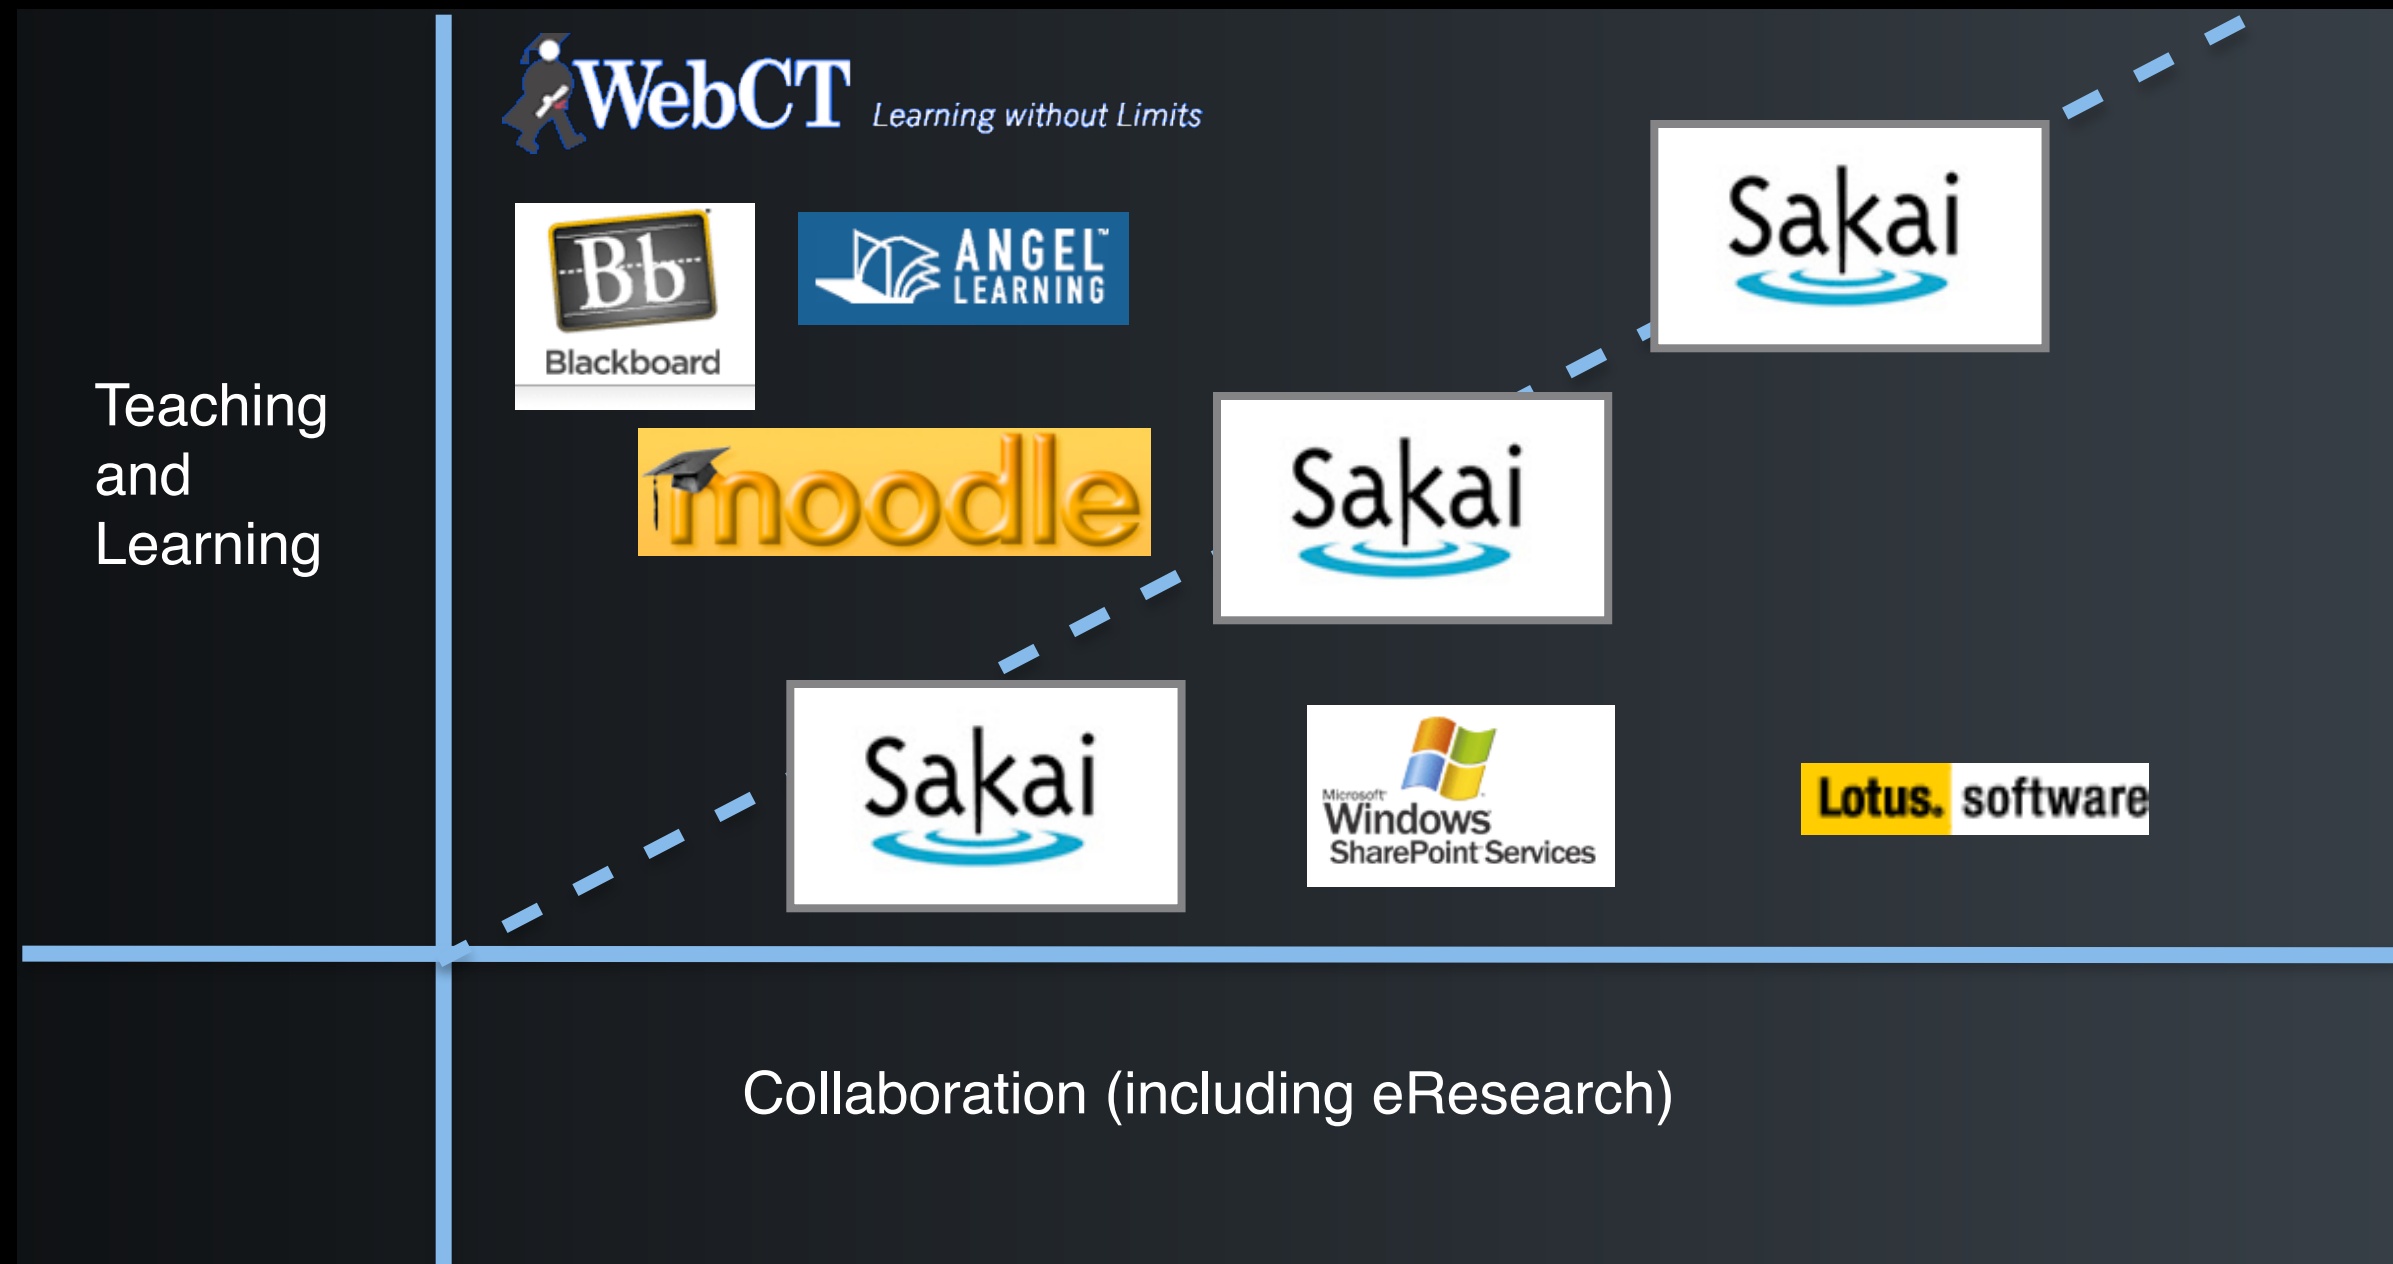 WebCT Learning without Limits
Bb
Blackboard
ANGEL™
LEARNING
Sakai
Teaching
and
Learning
moodle
Sakai
Sakai
Microsoft
Windows
SharePoint Services
Lotus. software
Collaboration (including eResearch)